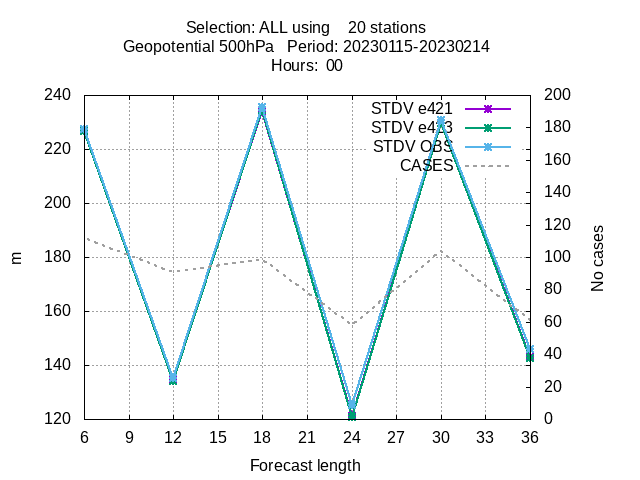 Selection: ALL using 20 stations
Geopotential 500hPa Period: 20230115-20230214
Hours: 00
240
220
200
180
160
140
120
m
200
180
160
140
120
100
80
60
40
20
0
No cases
STDV e421
STDV
STDV OBS
CASES
6 9 12 15 18 21 24 27 30 33 36
Forecast length